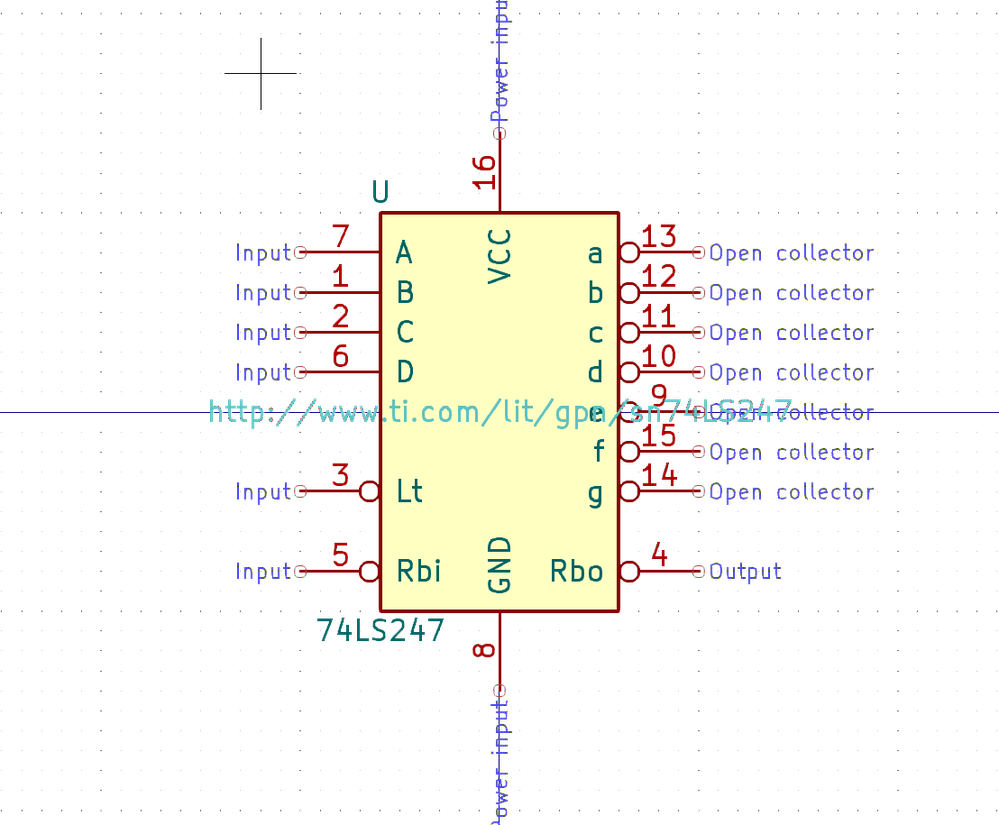 Power input
16
U
VCC
Input 7 A a 13 Open collector
Input 1 B b 12 Open collector
Input 2 C c 11 Open collector
Input 6 D d 10 Open collector
http://www.ti.com/lit/gpn/sn74LS247 e 9 Open collector
f 15 Open collector
Input 3 Lt g 14 Open collector
Input 5 Rbi GND Rbo 4 Output
74LS247
8
Power input